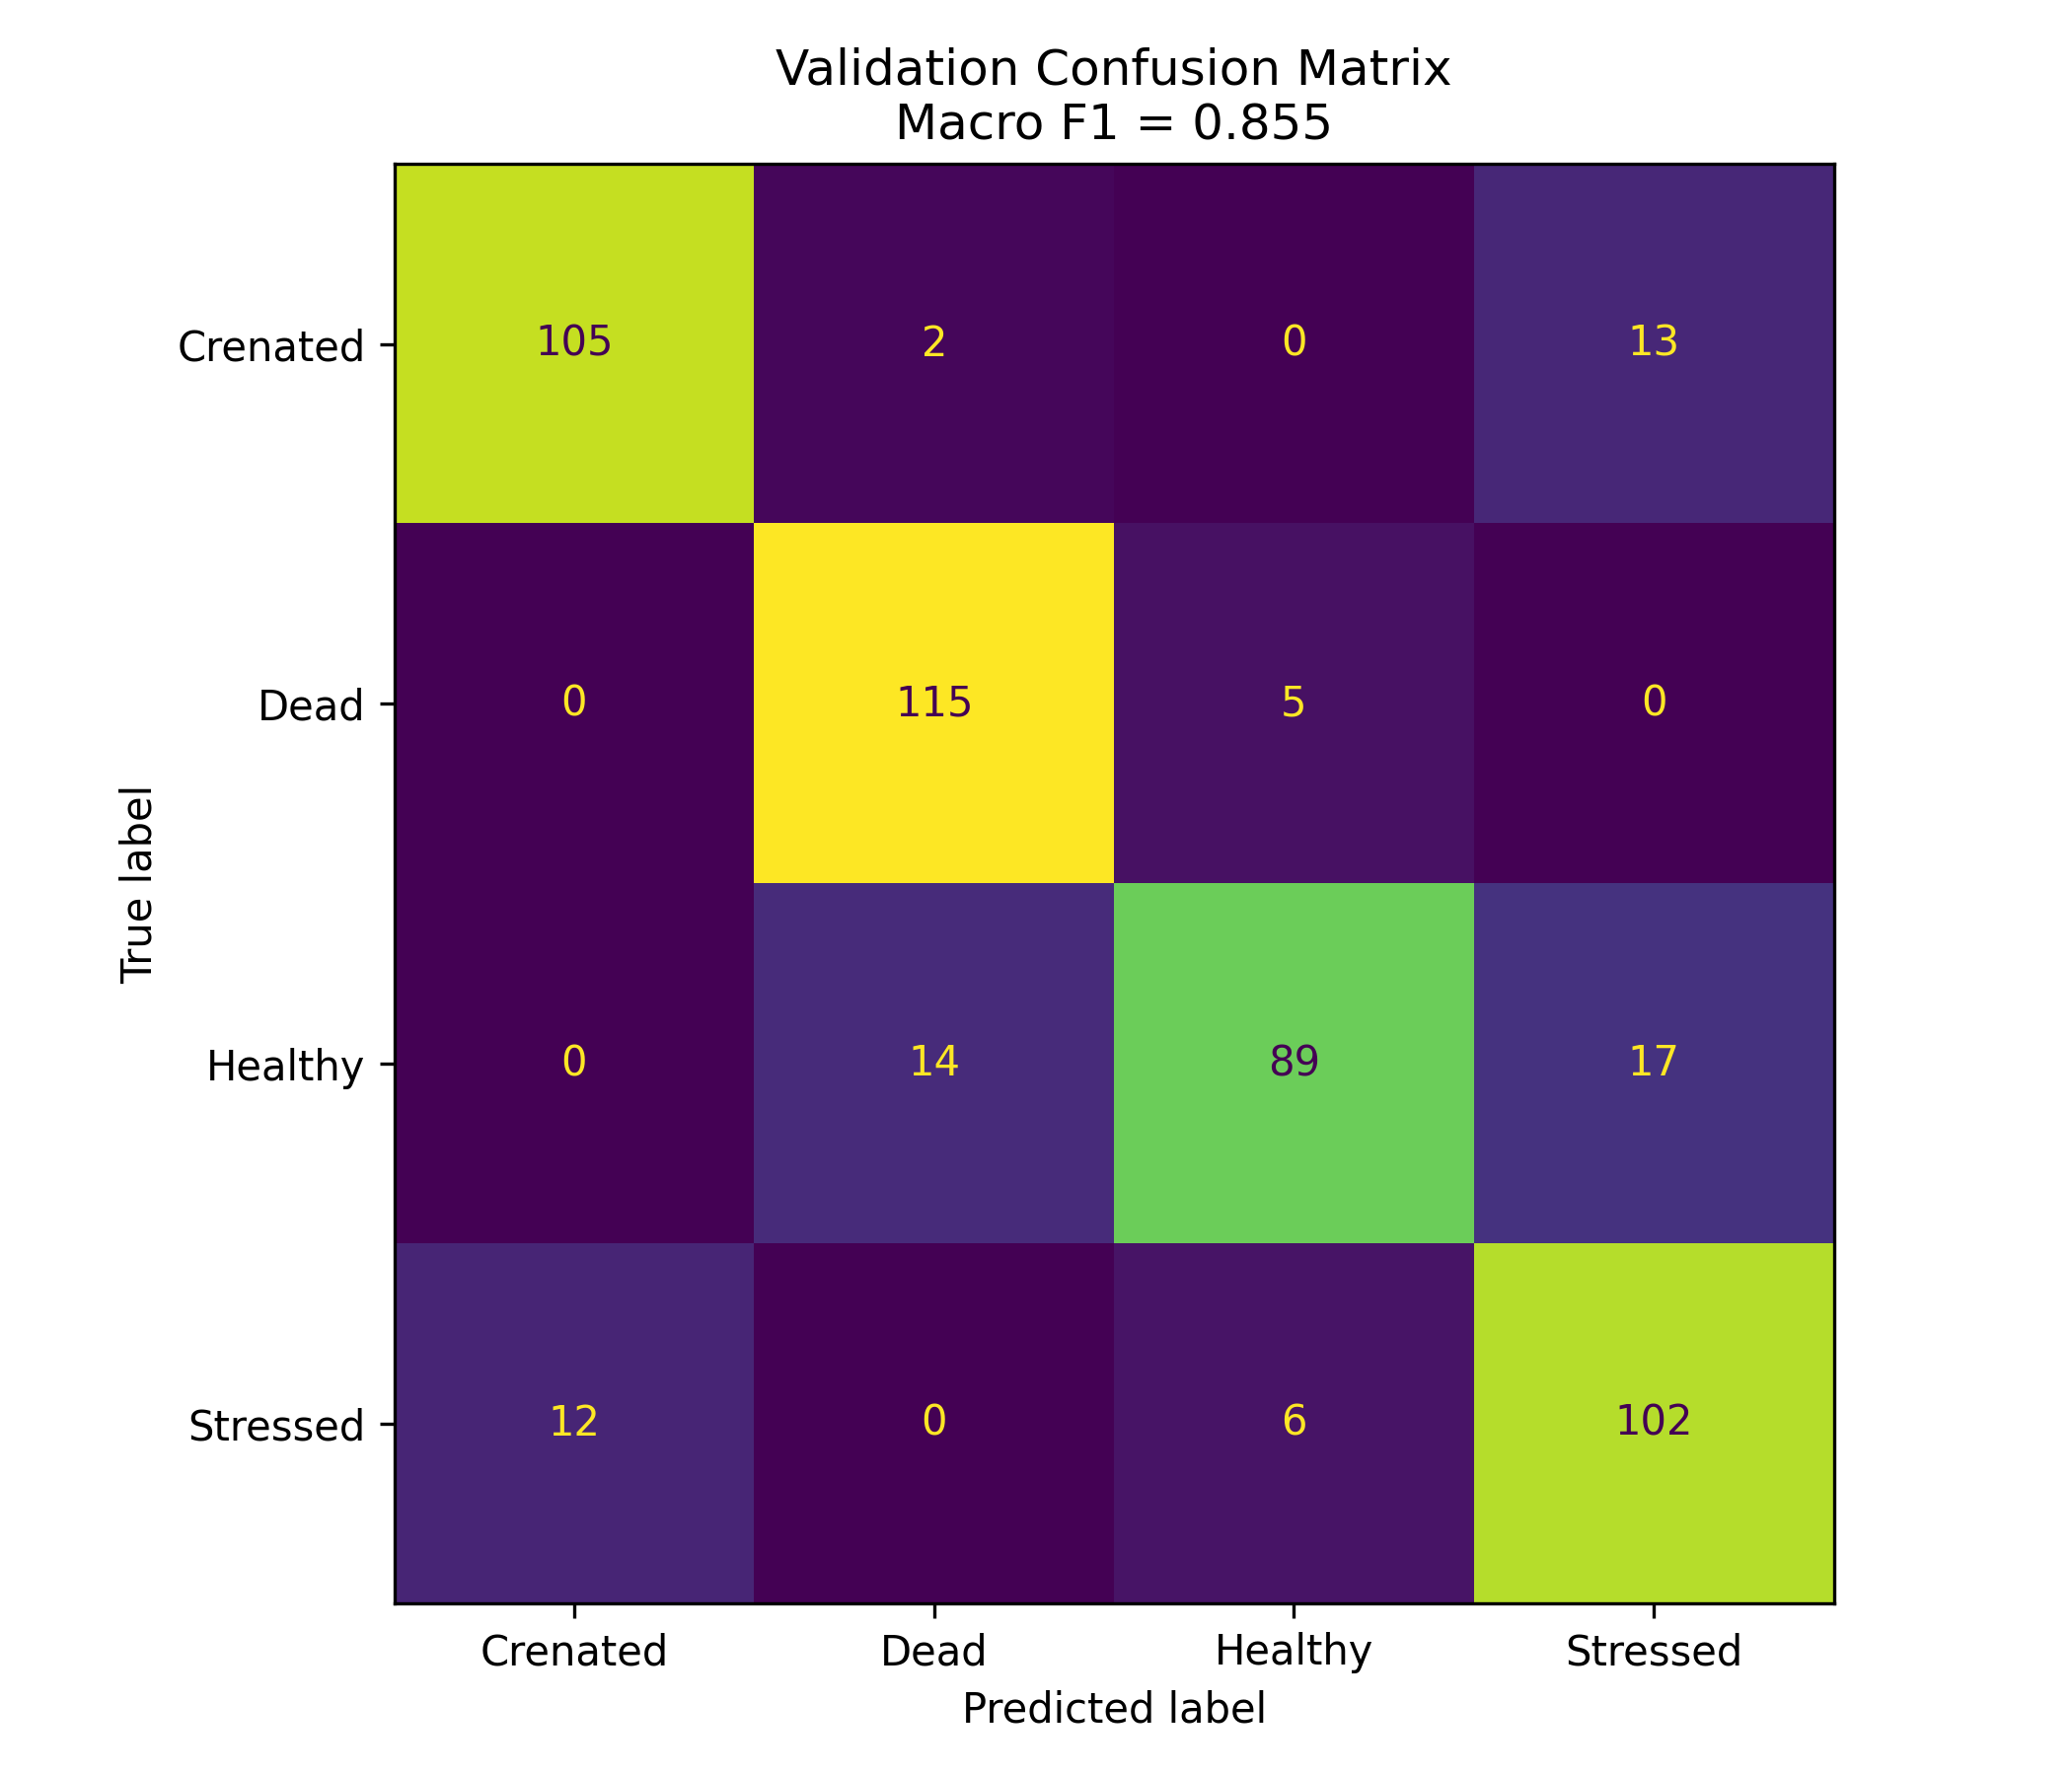 Validation Confusion Matrix
Macro F1 = 0.855
True label
Crenated 105 2 0 13
Dead 0 115 5 0
Healthy 0 14 89 17
Stressed 12 0 6 102
Crenated Dead Healthy Stressed
Predicted label